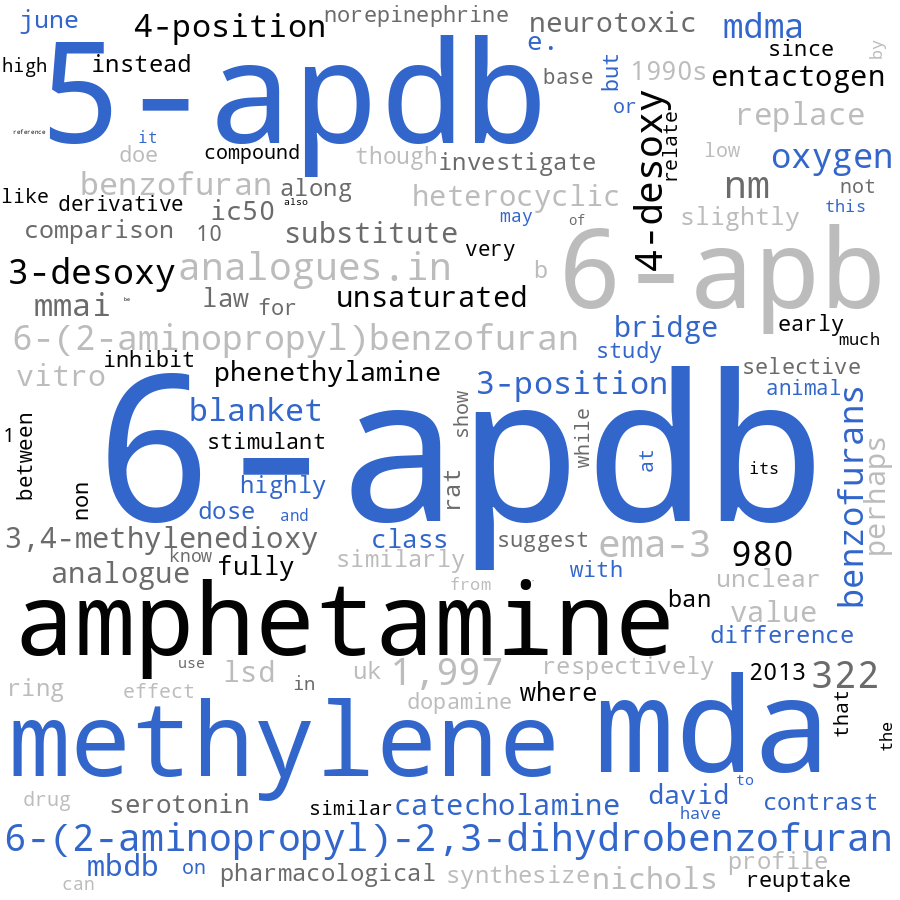 june
4-position
norepinephrine
neurotoxic
mdma
5-apdb
high
instead
e.
since
by
base
but
1990s
entactogen
reference
it
or
replace
doe
compound
though
investigate
4-desoxy
relate
low
oxygen
benzofuran
along
heterocyclic
nm
not
like
derivative
also
ic50
may
of
slightly
this
comparison
10
substitute
very
3-desoxy
analogues.in
b
6-apb
mmai
be
law
for
unsaturated
bridge
early
much
6-(2-aminopropyl)benzofuran
inhibit
study
vitro
phenethylamine
3-position
selective
animal
6-apdb
blanket
show
while
benzofurans
1
between
stimulant
at
its
perhaps
non
highly
rat
dose
and
3,4-methylenedioxy
know
class
suggest
ema-3
980
analogue
fully
similarly
with
from
unclear
amphetamine
ban
value
difference
use
lsd
in
uk
1,997
respectively
2013
322
ring
effect
dopamine
where
that
the
methylene
mda
to
drug
serotonin
similar
catecholamine
david
have
contrast
6-(2-aminopropyl)-2,3-dihydrobenzofuran
mbdb
on
pharmacological
synthesize
nichols
profile
reuptake
can